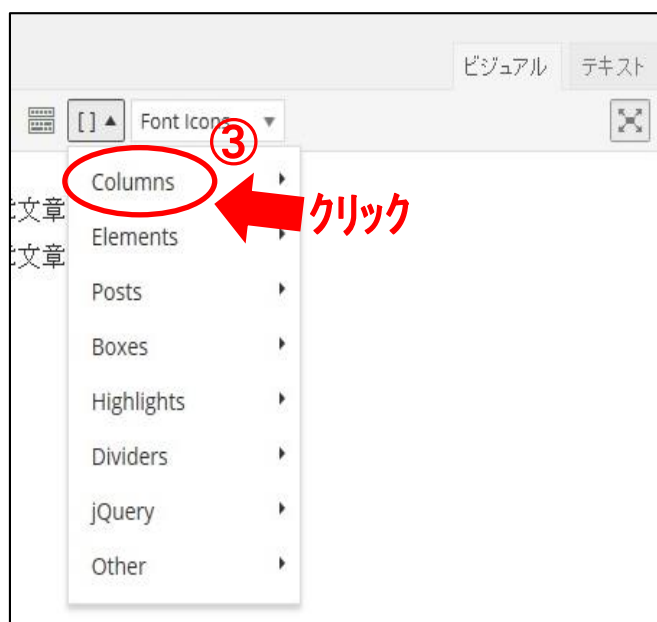 ビジュアル テキスト
[ ] ▲ Font Icons ▼
③
Columns
クリック
文章
Elements
文章
Posts
Boxes
Highlights
Dividers
jQuery
Other